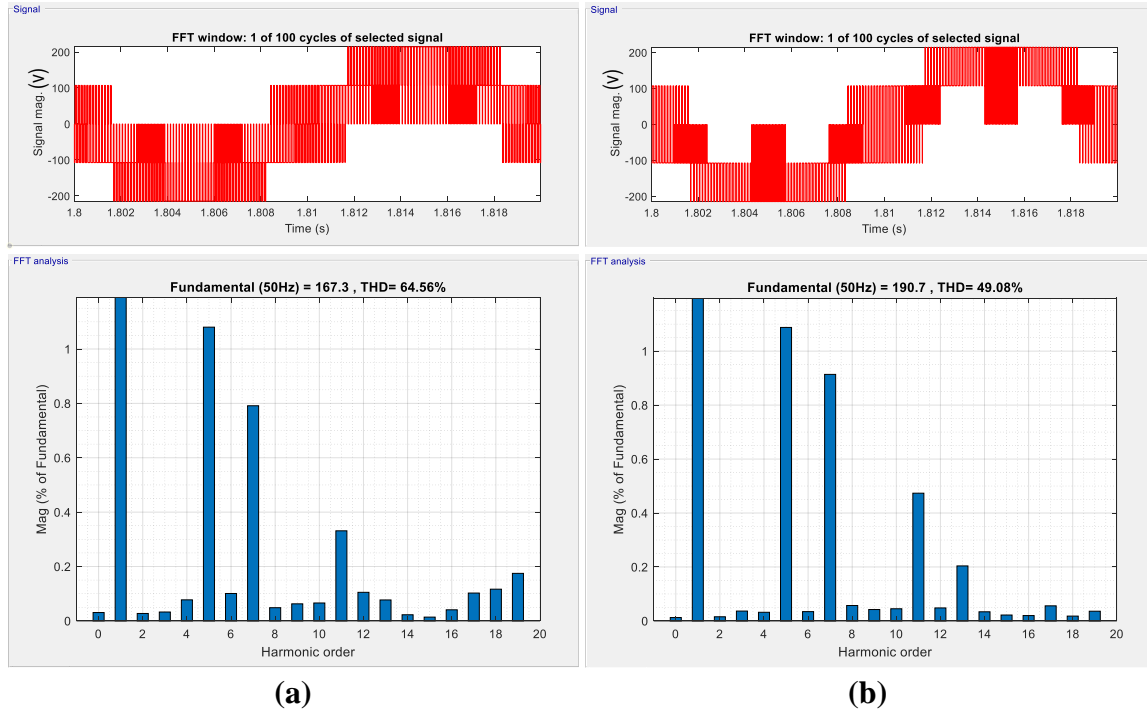 Signal
FFT window: 1 of 100 cycles of selected signal
Signal mag. (v)
200
100
0
-100
-200
1.8 1.802 1.804 1.806 1.808 1.81 1.812 1.814 1.816 1.818
Time (s)
FFT analysis
Fundamental (50Hz) = 167.3 , THD= 64.56%
Mag (% of Fundamental)
1
0.8
0.6
0.4
0.2
0
0 2 4 6 8 10 12 14 16 18 20
Harmonic order
(a)
Signal
FFT window: 1 of 100 cycles of selected signal
Signal mag. (v)
200
100
0
-100
-200
1.8 1.802 1.804 1.806 1.808 1.81 1.812 1.814 1.816 1.818
Time (s)
FFT analysis
Fundamental (50Hz) = 190.7 , THD= 49.08%
Mag (% of Fundamental)
1
0.8
0.6
0.4
0.2
0
0 2 4 6 8 10 12 14 16 18 20
Harmonic order
(b)